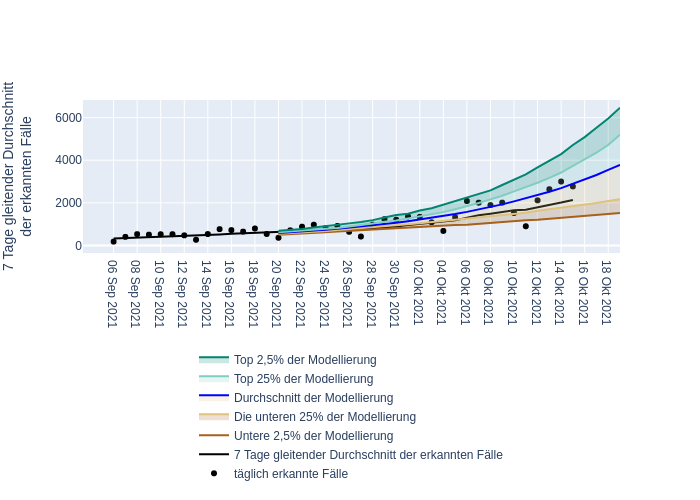 7 Tage gleitender Durchschnitt
der erkannten Fälle
6000
4000
2000
0
06 Sep 2021
08 Sep 2021
10 Sep 2021
12 Sep 2021
14 Sep 2021
16 Sep 2021
18 Sep 2021
20 Sep 2021
22 Sep 2021
24 Sep 2021
26 Sep 2021
28 Sep 2021
30 Sep 2021
02 Okt 2021
04 Okt 2021
06 Okt 2021
08 Okt 2021
10 Okt 2021
12 Okt 2021
14 Okt 2021
16 Okt 2021
18 Okt 2021
Top 2,5% der Modellierung
Top 25% der Modellierung
Durchschnitt der Modellierung
Die unteren 25% der Modellierung
Untere 2,5% der Modellierung
7 Tage gleitender Durchschnitt der erkannten Fälle
täglich erkannte Fälle